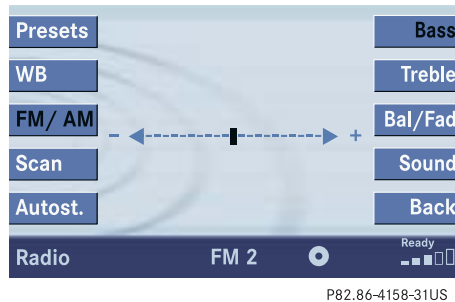 Presets
Bass
WB
Treble
FM/ AM
- +
Bal/Fad
Scan
Sound
Autost.
Back
Radio
FM 2
Ready
P82.86-4158-31US